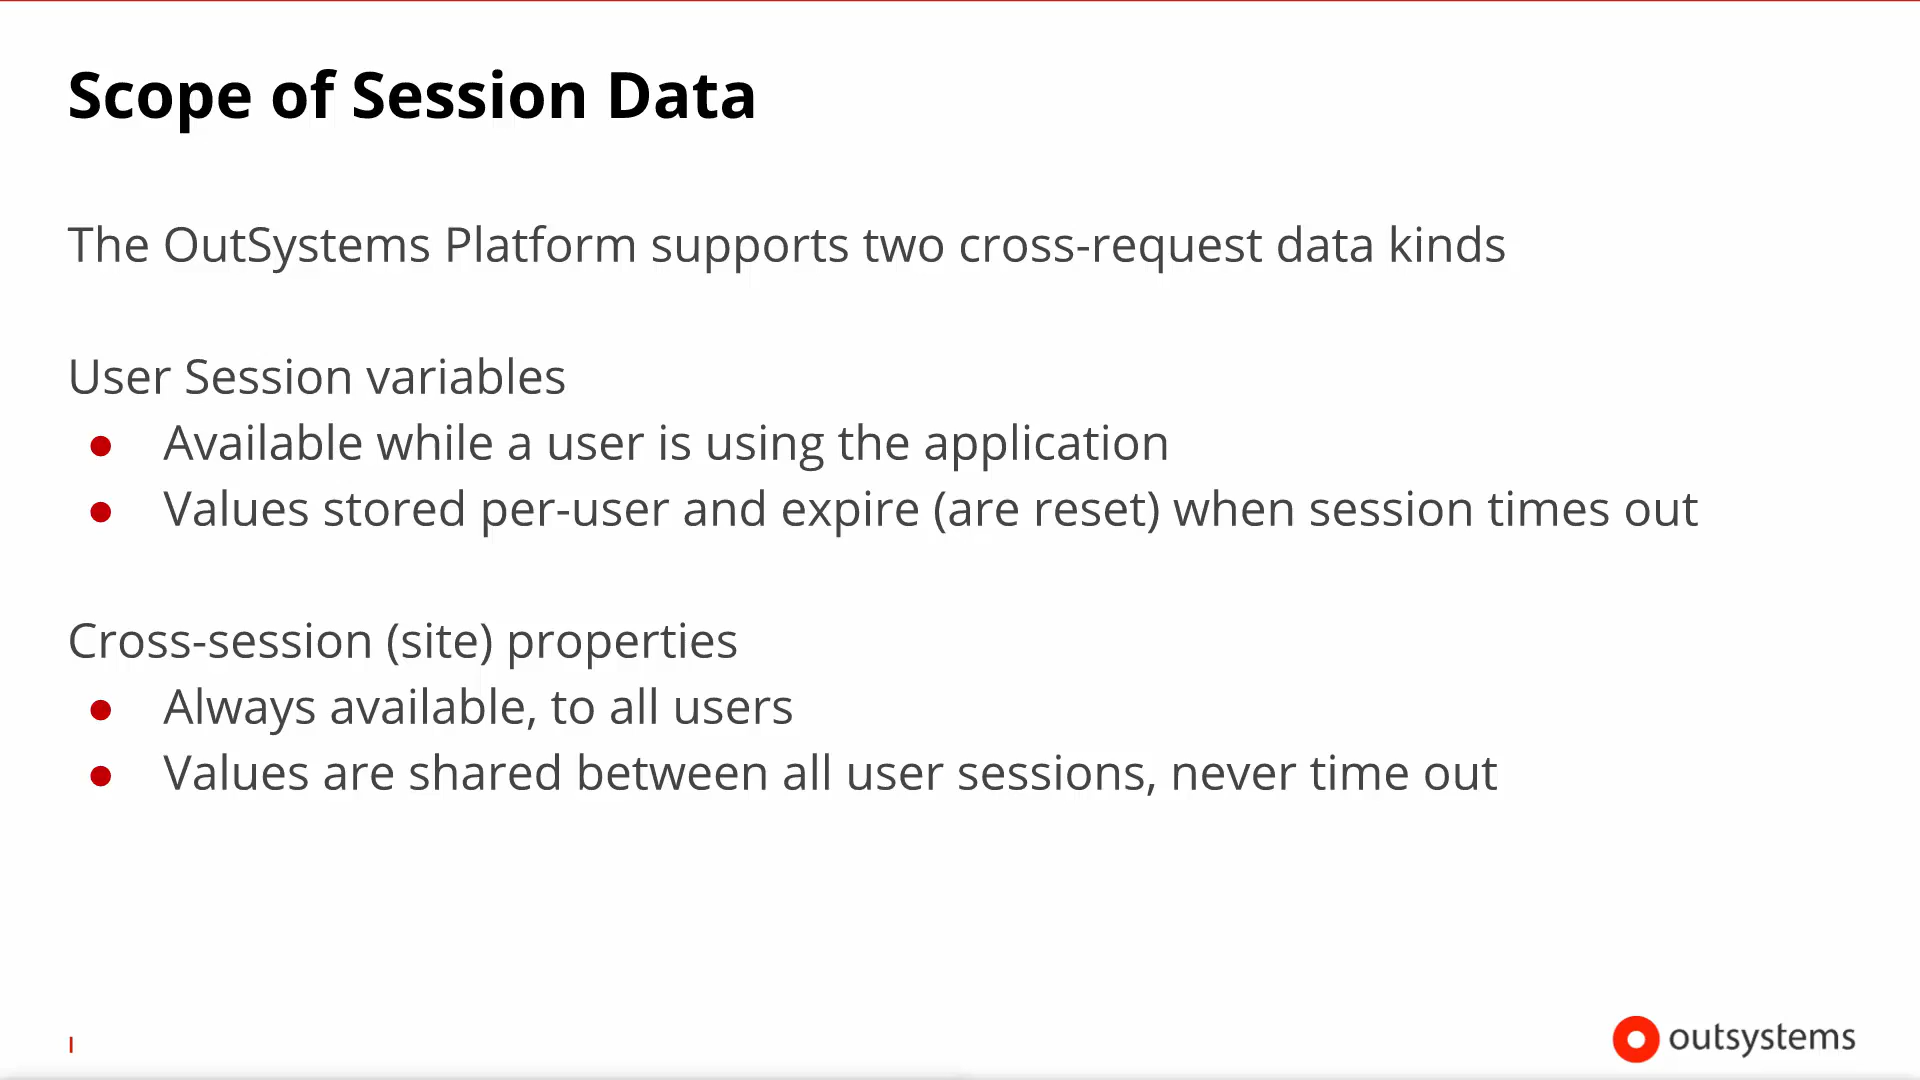 Scope of Session Data
The OutSystems Platform supports two cross-request data kinds
User Session variables
● Available while a user is using the application
● Values stored per-user and expire (are reset) when session times out
Cross-session (site) properties
● Always available, to all users
● Values are shared between all user sessions, never time out
I
outsystems